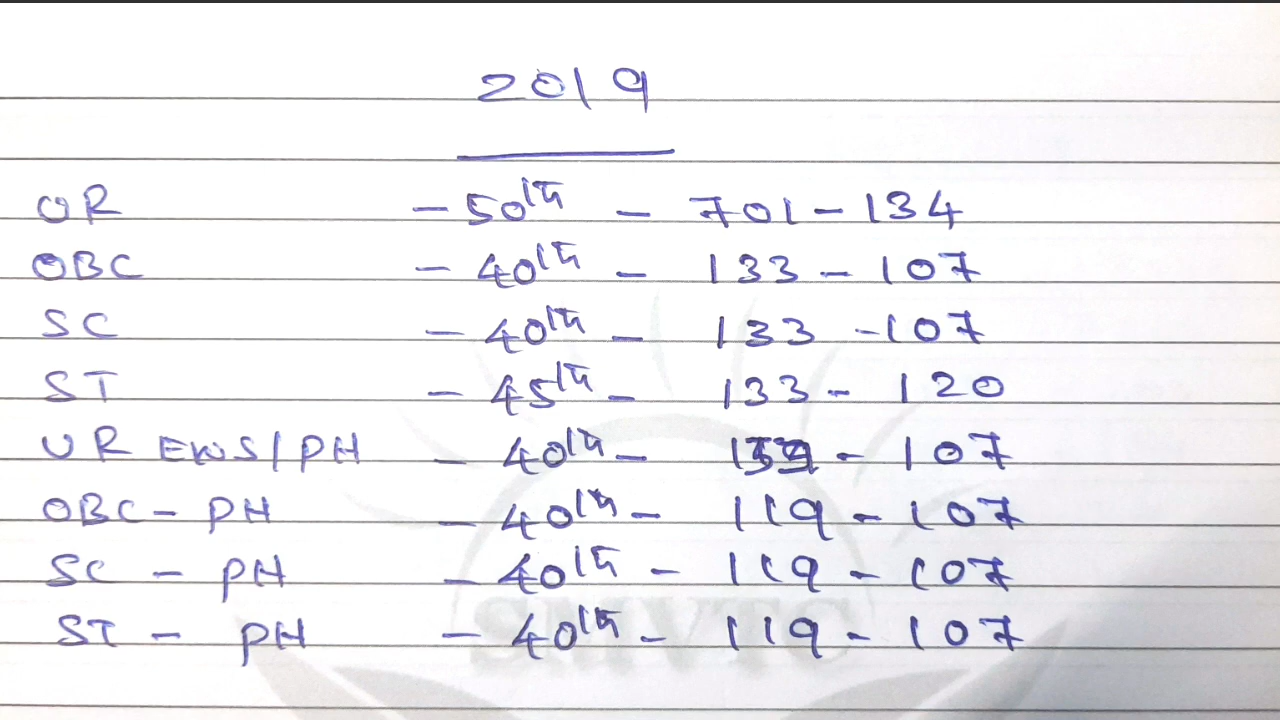 2019
UR - 50th - 701 - 134
OBC - 40th - 133 - 107
SC - 40th - 133 - 107
ST - 45th - 133 - 120
UR EWS/PH - 40th - - 107
OBC - PH - 40th - 119 - 107
SC - PH - 40th - 119 - 107
ST - PH - 40th - 119 - 107